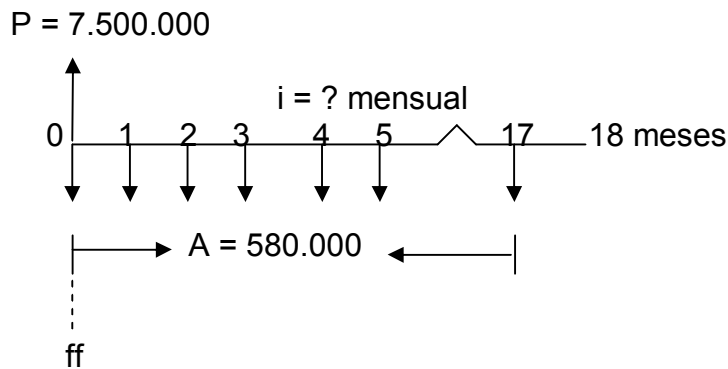 P = 7.500.000
i = ? mensual
0 1 2 3 4 5 17 18 meses
A = 580.000
ff